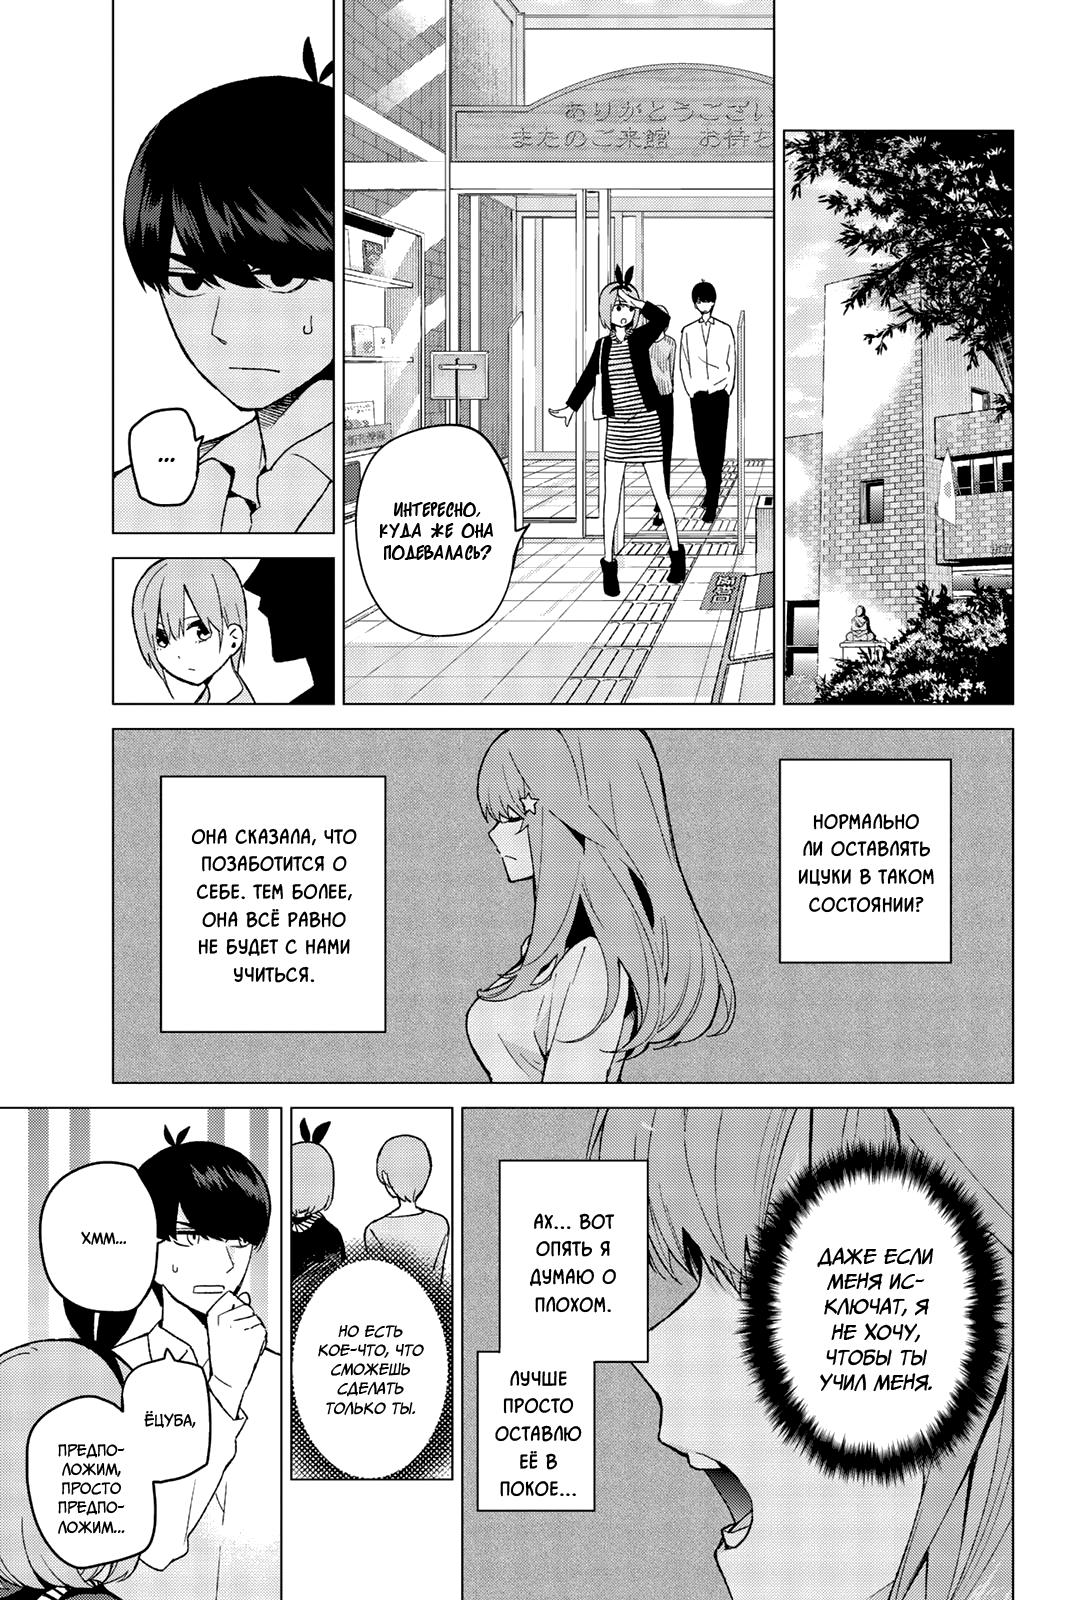 ありがとうござい
またのご来館 お待ち
ИНТЕРЕСНО,
КУДА ЖЕ ОНА
ПОДЕВАЛАСЬ?
...
НОРМАЛЬНО
ЛИ ОСТАВЛЯТЬ
ИЦУКИ В ТАКОМ
СОСТОЯНИИ?
ОНА СКАЗАЛА, ЧТО
ПОЗАБОТИТСЯ О
СЕБЕ. ТЕМ БОЛЕЕ,
ОНА ВСЁ РАВНО
НЕ БУДЕТ С НАМИ
УЧИТЬСЯ.
ДАЖЕ ЕСЛИ
МЕНЯ ИС-
КЛЮЧАТ, Я
НЕ ХОЧУ,
ЧТОБЫ ТЫ
УЧИЛ МЕНЯ.
АХ... ВОТ
ОПЯТЬ Я
ДУМАЮ О
ПЛОХОМ.
ЛУЧШЕ
ПРОСТО
ОСТАВЛЮ
ЕЁ В
ПОКОЕ...
НО ЕСТЬ
КОЕ-ЧТО, ЧТО
СМОЖЕШЬ
СДЕЛАТЬ
ТОЛЬКО ТЫ.
ХММ...
ЁЦУБА,
ПРЕДПО-
ЛОЖИМ,
ПРОСТО
ПРЕДПО-
ЛОЖИМ...